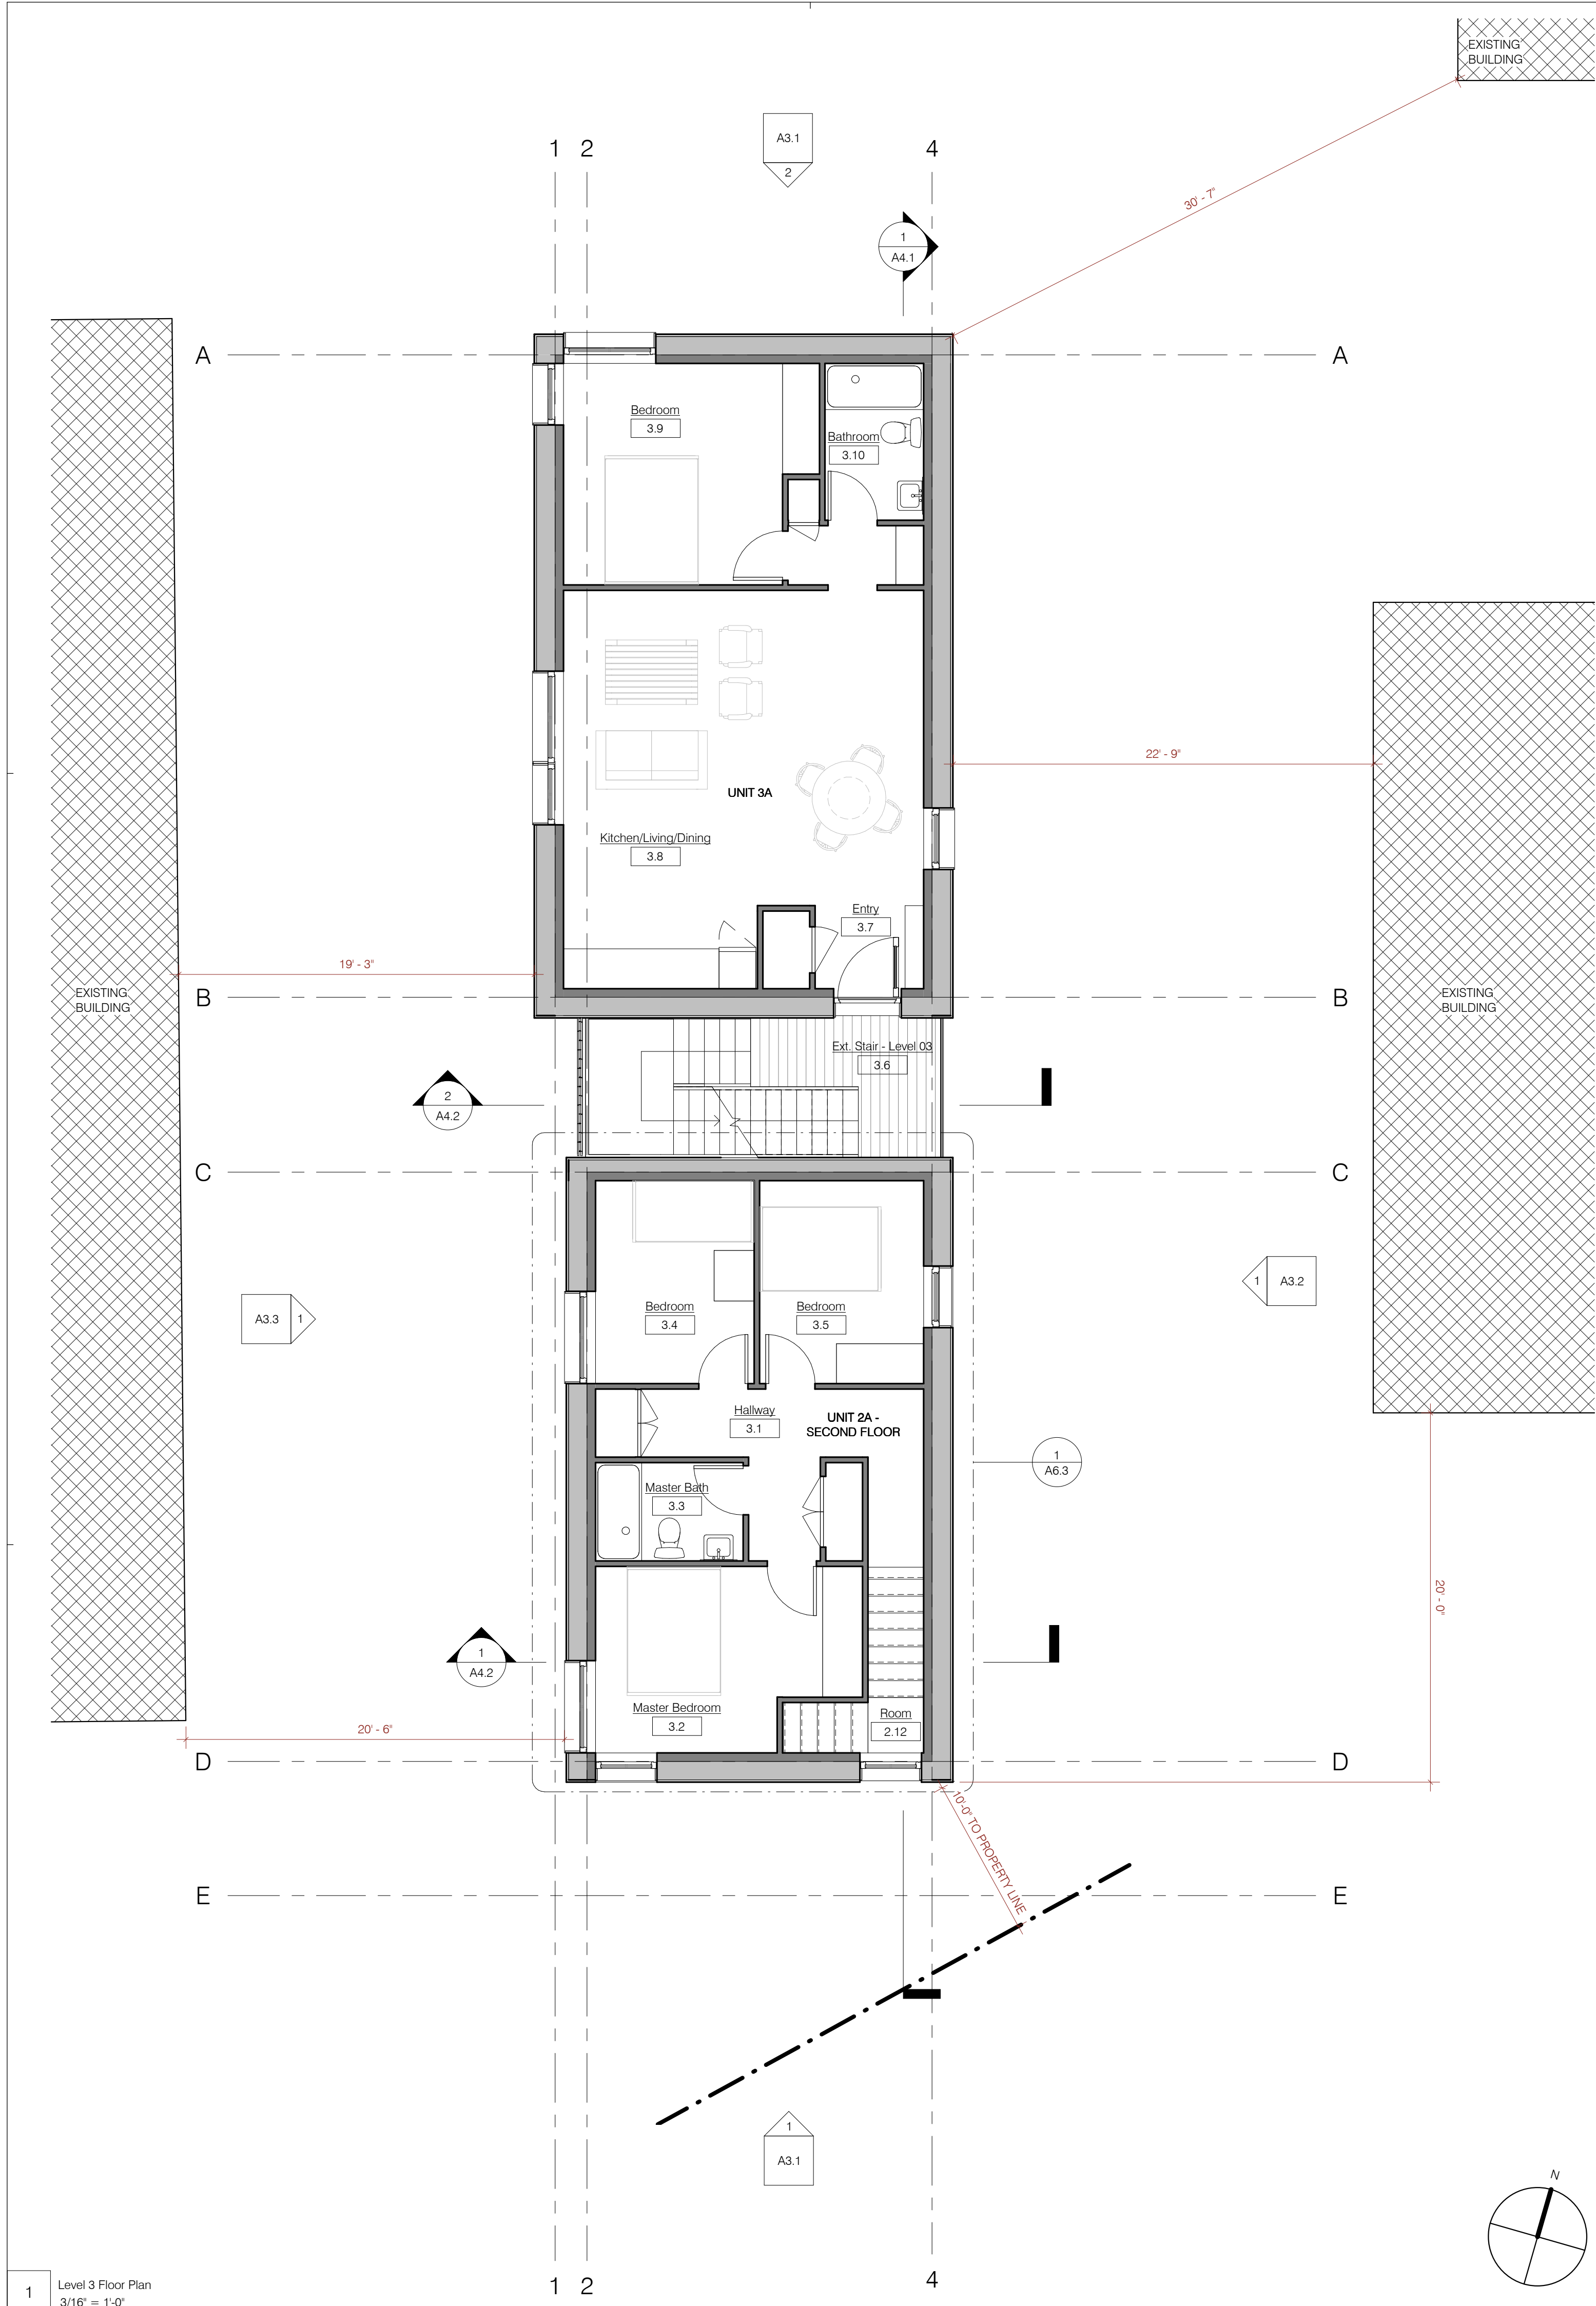 EXISTING
BUILDING
A3.1
2
1 2 4
30' - 7"
1
A4.1
A A
Bedroom
3.9
Bathroom
3.10
22' - 9"
UNIT 3A
Kitchen/Living/Dining
3.8
Entry
3.7
19' - 3"
EXISTING
BUILDING
B B
EXISTING
BUILDING
Ext. Stair - Level 03
3.6
2
A4.2
C C
A3.3 1
1 A3.2
Bedroom
3.4
Bedroom
3.5
Hallway
3.1
UNIT 2A -
SECOND FLOOR
1
A6.3
Master Bath
3.3
20' - 0"
1
A4.2
Master Bedroom
3.2
Room
2.12
20' - 6"
D D
10'-0" TO PROPERTY LINE
E E
1
A3.1
N
1 2 4
1
Level 3 Floor Plan
3/16" = 1'-0"